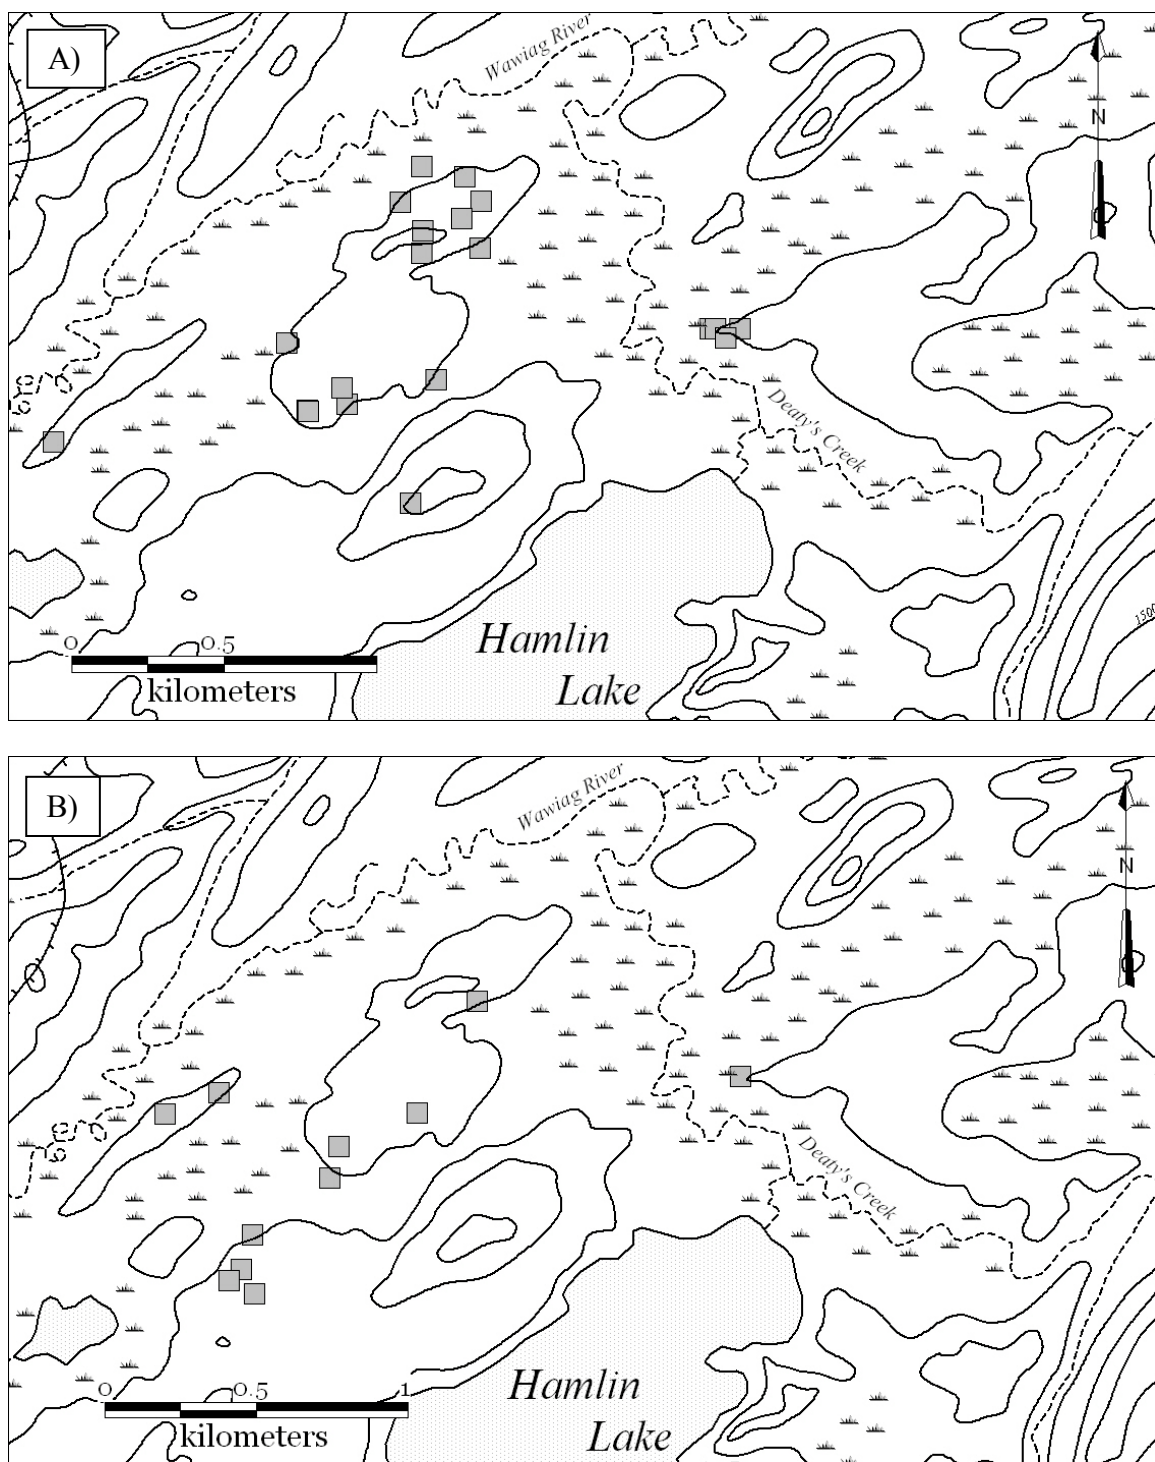 A)
Wawiag River
N
Deaty's Creek
1500
0 0.5
kilometers
Hamlin
Lake
B)
Wawiag River
N
Deaty's Creek
0 0.5 1
kilometers
Hamlin
Lake